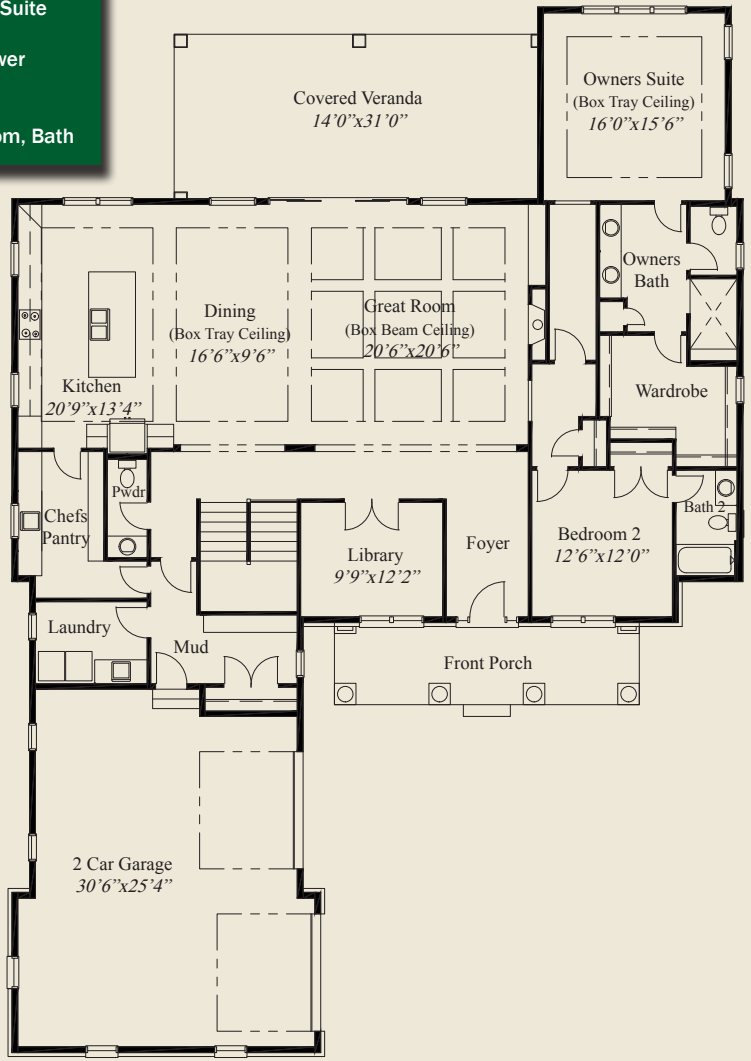 Suite
wer
om, Bath
Covered Veranda
14’0”x31’0”
Owners Suite
(Box Tray Ceiling)
16’0”x15’6”
Owners
Bath
Dining
(Box Tray Ceiling)
16’6”x9’6”
Great Room
(Box Beam Ceiling)
20’6”x20’6”
Kitchen
20’9”x13’4”
Wardrobe
Pwdr
Chefs
Pantry
Bath 2
Library
9’9”x12’2”
Foyer
Bedroom 2
12’6”x12’0”
Laundry
Mud
Front Porch
2 Car Garage
30’6”x25’4”